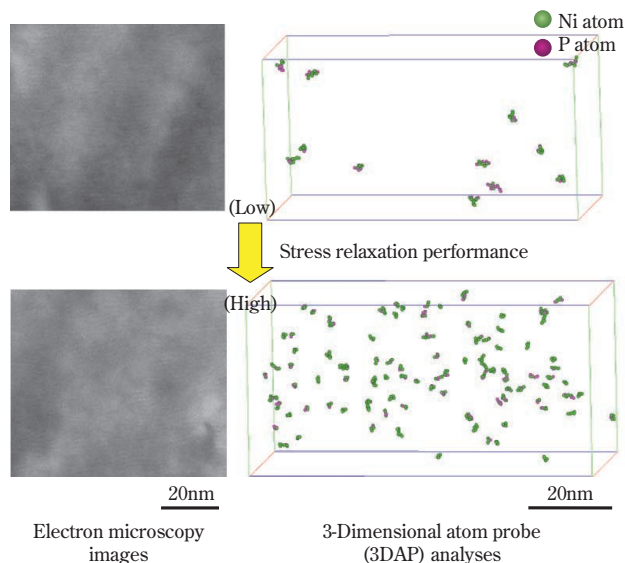 Ni atom
P atom
(Low)
Stress relaxation performance
(High)
20nm
20nm
Electron microscopy
images
3-Dimensional atom probe
(3DAP) analyses